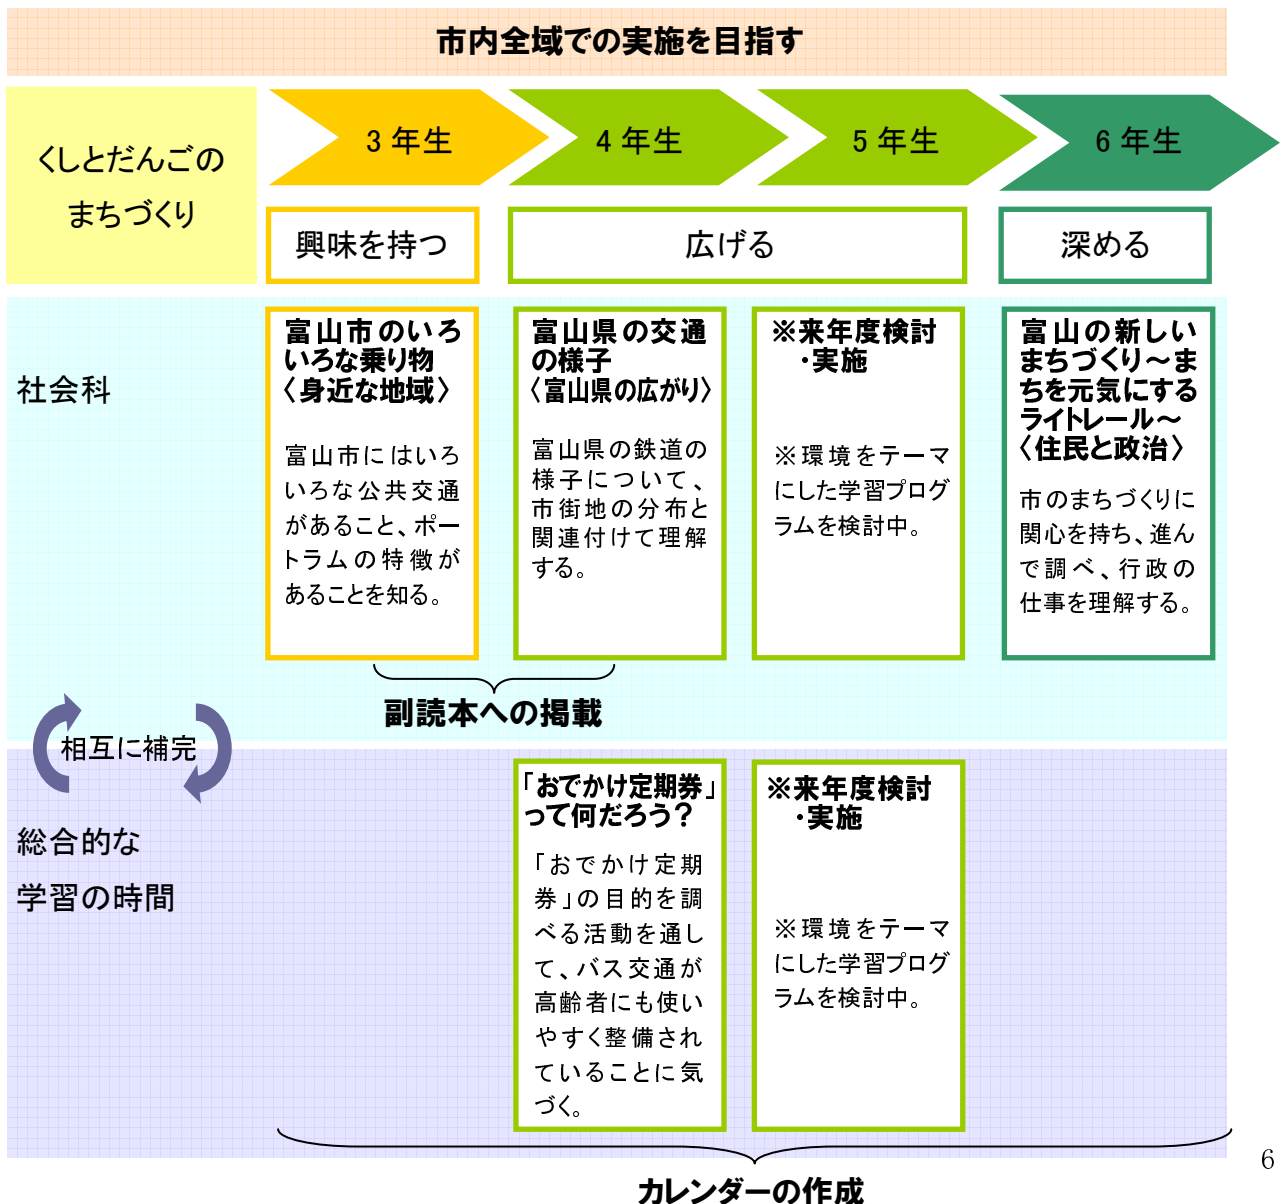 市内全域での実施を目指す
くしとだんごの
まちづくり
3 年生
4 年生
5 年生
6 年生
興味を持つ
広げる
深める
社会科
富山市のいろ
いろな乗り物
〈身近な地域〉
富山市にはいろ
いろな公共交通
があること、ポー
トラムの特徴が
あることを知る。
富山県の交通
の様子
〈富山県の広がり〉
富山県の鉄道の
様子について、
市街地の分布と
関連付けて理解
する。
※来年度検討
・実施
※環境をテーマ
にした学習プログ
ラムを検討中。
富山の新しい
まちづくり～ま
ちを元気にする
ライトレール～
〈住民と政治〉
市のまちづくりに
関心を持ち、進ん
で調べ、行政の
仕事を理解する。
副読本への掲載
相互に補完
総合的な
学習の時間
「おでかけ定期券」
って何だろう？
「おでかけ定期
券」の目的を調
べる活動を通し
て、バス交通が
高齢者にも使い
やすく整備され
ていることに気
づく。
※来年度検討
・実施
※環境をテーマ
にした学習プログ
ラムを検討中。
カレンダーの作成
6